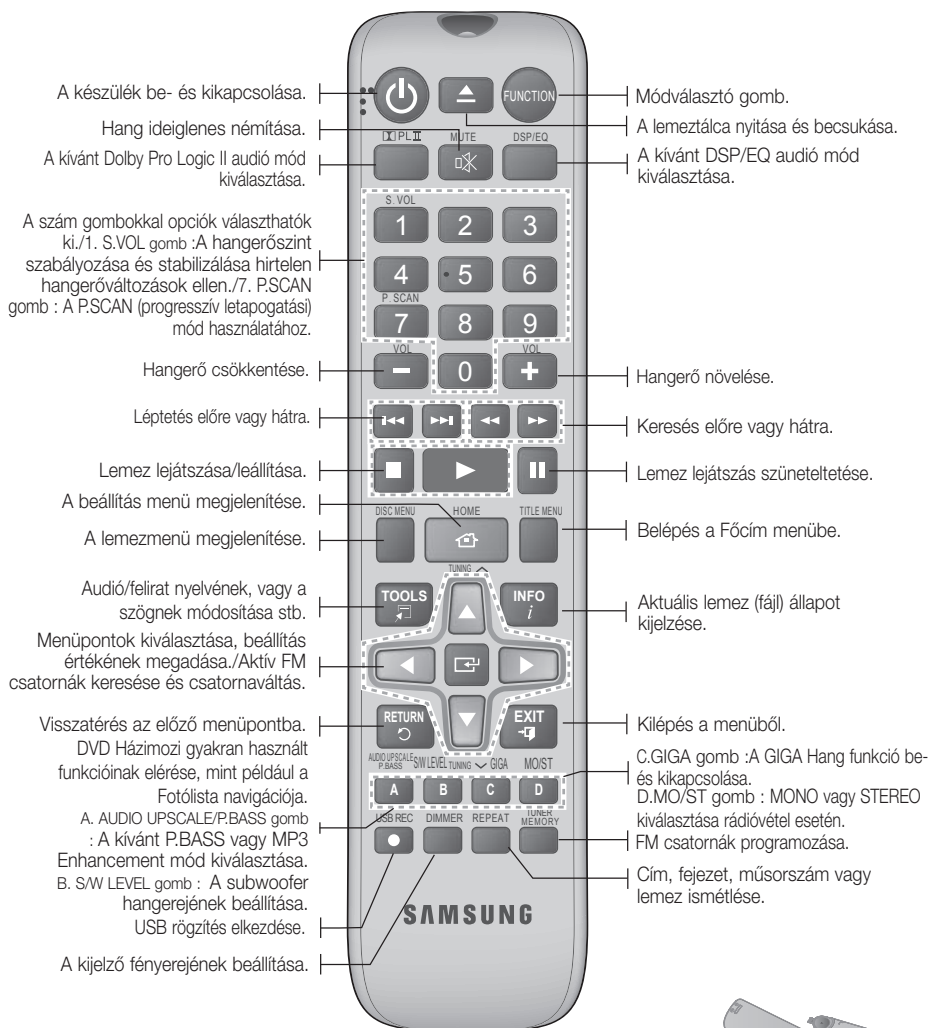 A készülék be- és kikapcsolása.
Hang ideiglenes némítása.
A kívánt Dolby Pro Logic II audió mód
kiválasztása.
A szám gombokkal opciók választhatók
ki./1. S.VOL gomb :A hangerőszint
szabályozása és stabilizálása hirtelen
hangerőváltozások ellen./7. P.SCAN
gomb : A P.SCAN (progresszív letapogatási)
mód használatához.
Hangerő csökkentése.
Léptetés előre vagy hátra.
Lemez lejátszása/leállítása.
A beállítás menü megjelenítése.
A lemezmenü megjelenítése.
Audió/felirat nyelvének, vagy a
szögnek módosítása stb.
Menüpontok kiválasztása, beállítás
értékének megadása./Aktív FM
csatornák keresése és csatornaváltás.
Visszatérés az előző menüpontba.
DVD Házimozi gyakran használt
funkcióinak elérése, mint például a
Fotólista navigációja.
A. AUDIO UPSCALE/P.BASS gomb
: A kívánt P.BASS vagy MP3
Enhancement mód kiválasztása.
B. S/W LEVEL gomb : A subwoofer
hangerejének beállítása.
USB rögzítés elkezdése.
A kijelző fényerejének beállítása.
FUNCTION
PL II MUTE DSP/EQ
S. VOL
1 2 3
4 5 6
P. SCAN
7 8 9
VOL VOL
0
DISC MENU HOME TITLE MENU
TUNING
TOOLS INFO
i
RETURN EXIT
AUDIO UPSCALE
P.BASS S/W LEVEL TUNING GIGA MO/ST
A B C D
USB REC DIMMER REPEAT TUNER
MEMORY
SAMSUNG
Módválasztó gomb.
A lemeztálca nyitása és becsukása.
A kívánt DSP/EQ audió mód
kiválasztása.
Hangerő növelése.
Keresés előre vagy hátra.
Lemez lejátszás szüneteltetése.
Belépés a Főcím menübe.
Aktuális lemez (fájl) állapot
kijelzése.
Kilépés a menüből.
C.GIGA gomb :A GIGA Hang funkció be-
és kikapcsolása.
D.MO/ST gomb : MONO vagy STEREO
kiválasztása rádióvétel esetén.
FM csatornák programozása.
Cím, fejezet, műsorszám vagy
lemez ismétlése.